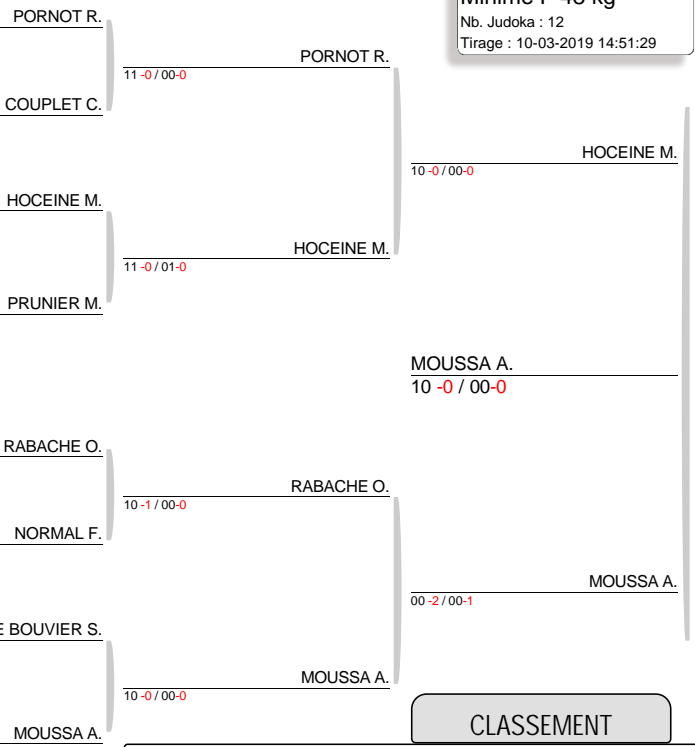 Minime F -48 kg
Nb. Judoka : 12
Tirage : 10-03-2019 14:51:29
PORNOT R.
PORNOT R.
11 -0 / 00-0
COUPLET C.
HOCEINE M.
10 -0 / 00-0
HOCEINE M.
HOCEINE M.
11 -0 / 01-0
PRUNIER M.
MOUSSA A.
10 -0 / 00-0
RABACHE O.
RABACHE O.
10 -1 / 00-0
NORMAL F.
MOUSSA A.
00 -2 / 00-1
BOUVIER S.
MOUSSA A.
10 -0 / 00-0
MOUSSA A.
CLASSEMENT